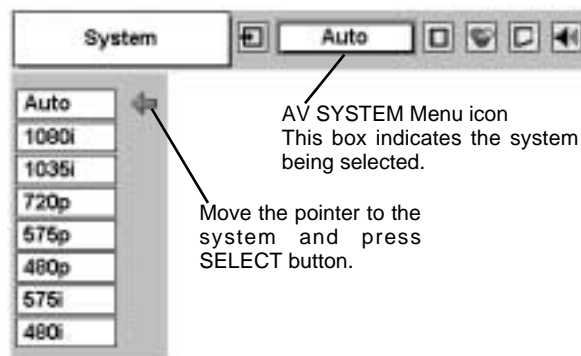 System
Auto
AV SYSTEM Menu icon
This box indicates the system
being selected.
Auto
1080i
1035i
720p
575p
480p
575i
480i
Move the pointer to the
system and press
SELECT button.